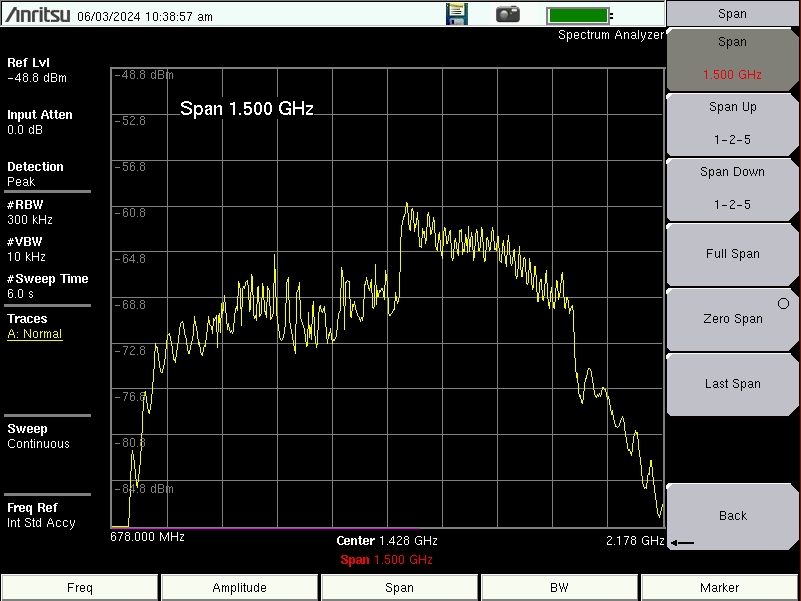 Anritsu 06/03/2024 10:38:57 am
Span
Spectrum Analyzer
Ref Lvl
-48.8 dBm
Input Atten
0.0 dB
Detection
Peak
#RBW
300 kHz
#VBW
10 kHz
#Sweep Time
6.0 s
Traces
A: Normal
Sweep
Continuous
Freq Ref
Int Std Accy
-48.8 dBm
Span 1.500 GHz
-52.8
-56.8
-60.8
-64.8
-68.8
-72.8
-76.8
-80.8
-84.8 dBm
678.000 MHz
Center 1.428 GHz
2.178 GHz
Span 1.500 GHz
Span
1.500 GHz
Span Up
1-2-5
Span Down
1-2-5
Full Span
Zero Span
Last Span
Back
Freq
Amplitude
Span
BW
Marker